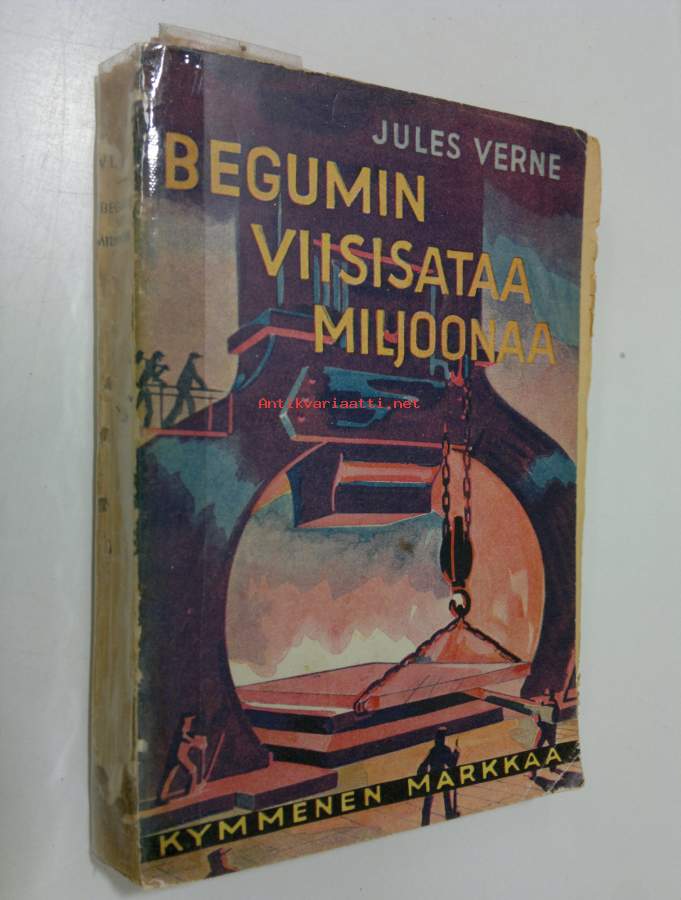 JULES VERNE
BEGUMIN
VIISISATAA
MILJOONAA
Antikvariaatti.net
KYMMENEN MARKKAA